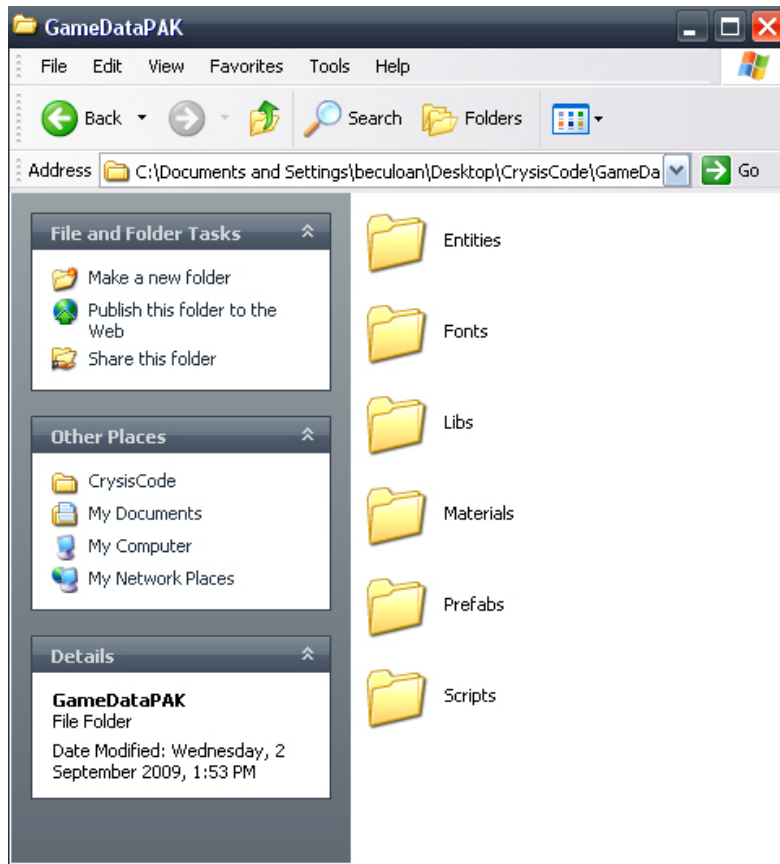 GameDataPAK
File Edit View Favorites Tools Help
Back Search Folders
Address C:\Documents and Settings\beculoan\Desktop\CrysisCode\GameDa Go
File and Folder Tasks
Make a new folder
Publish this folder to the
Web
Share this folder
Other Places
CrysisCode
My Documents
My Computer
My Network Places
Details
GameDataPAK
File Folder
Date Modified: Wednesday, 2
September 2009, 1:53 PM
Entities
Fonts
Libs
Materials
Prefabs
Scripts